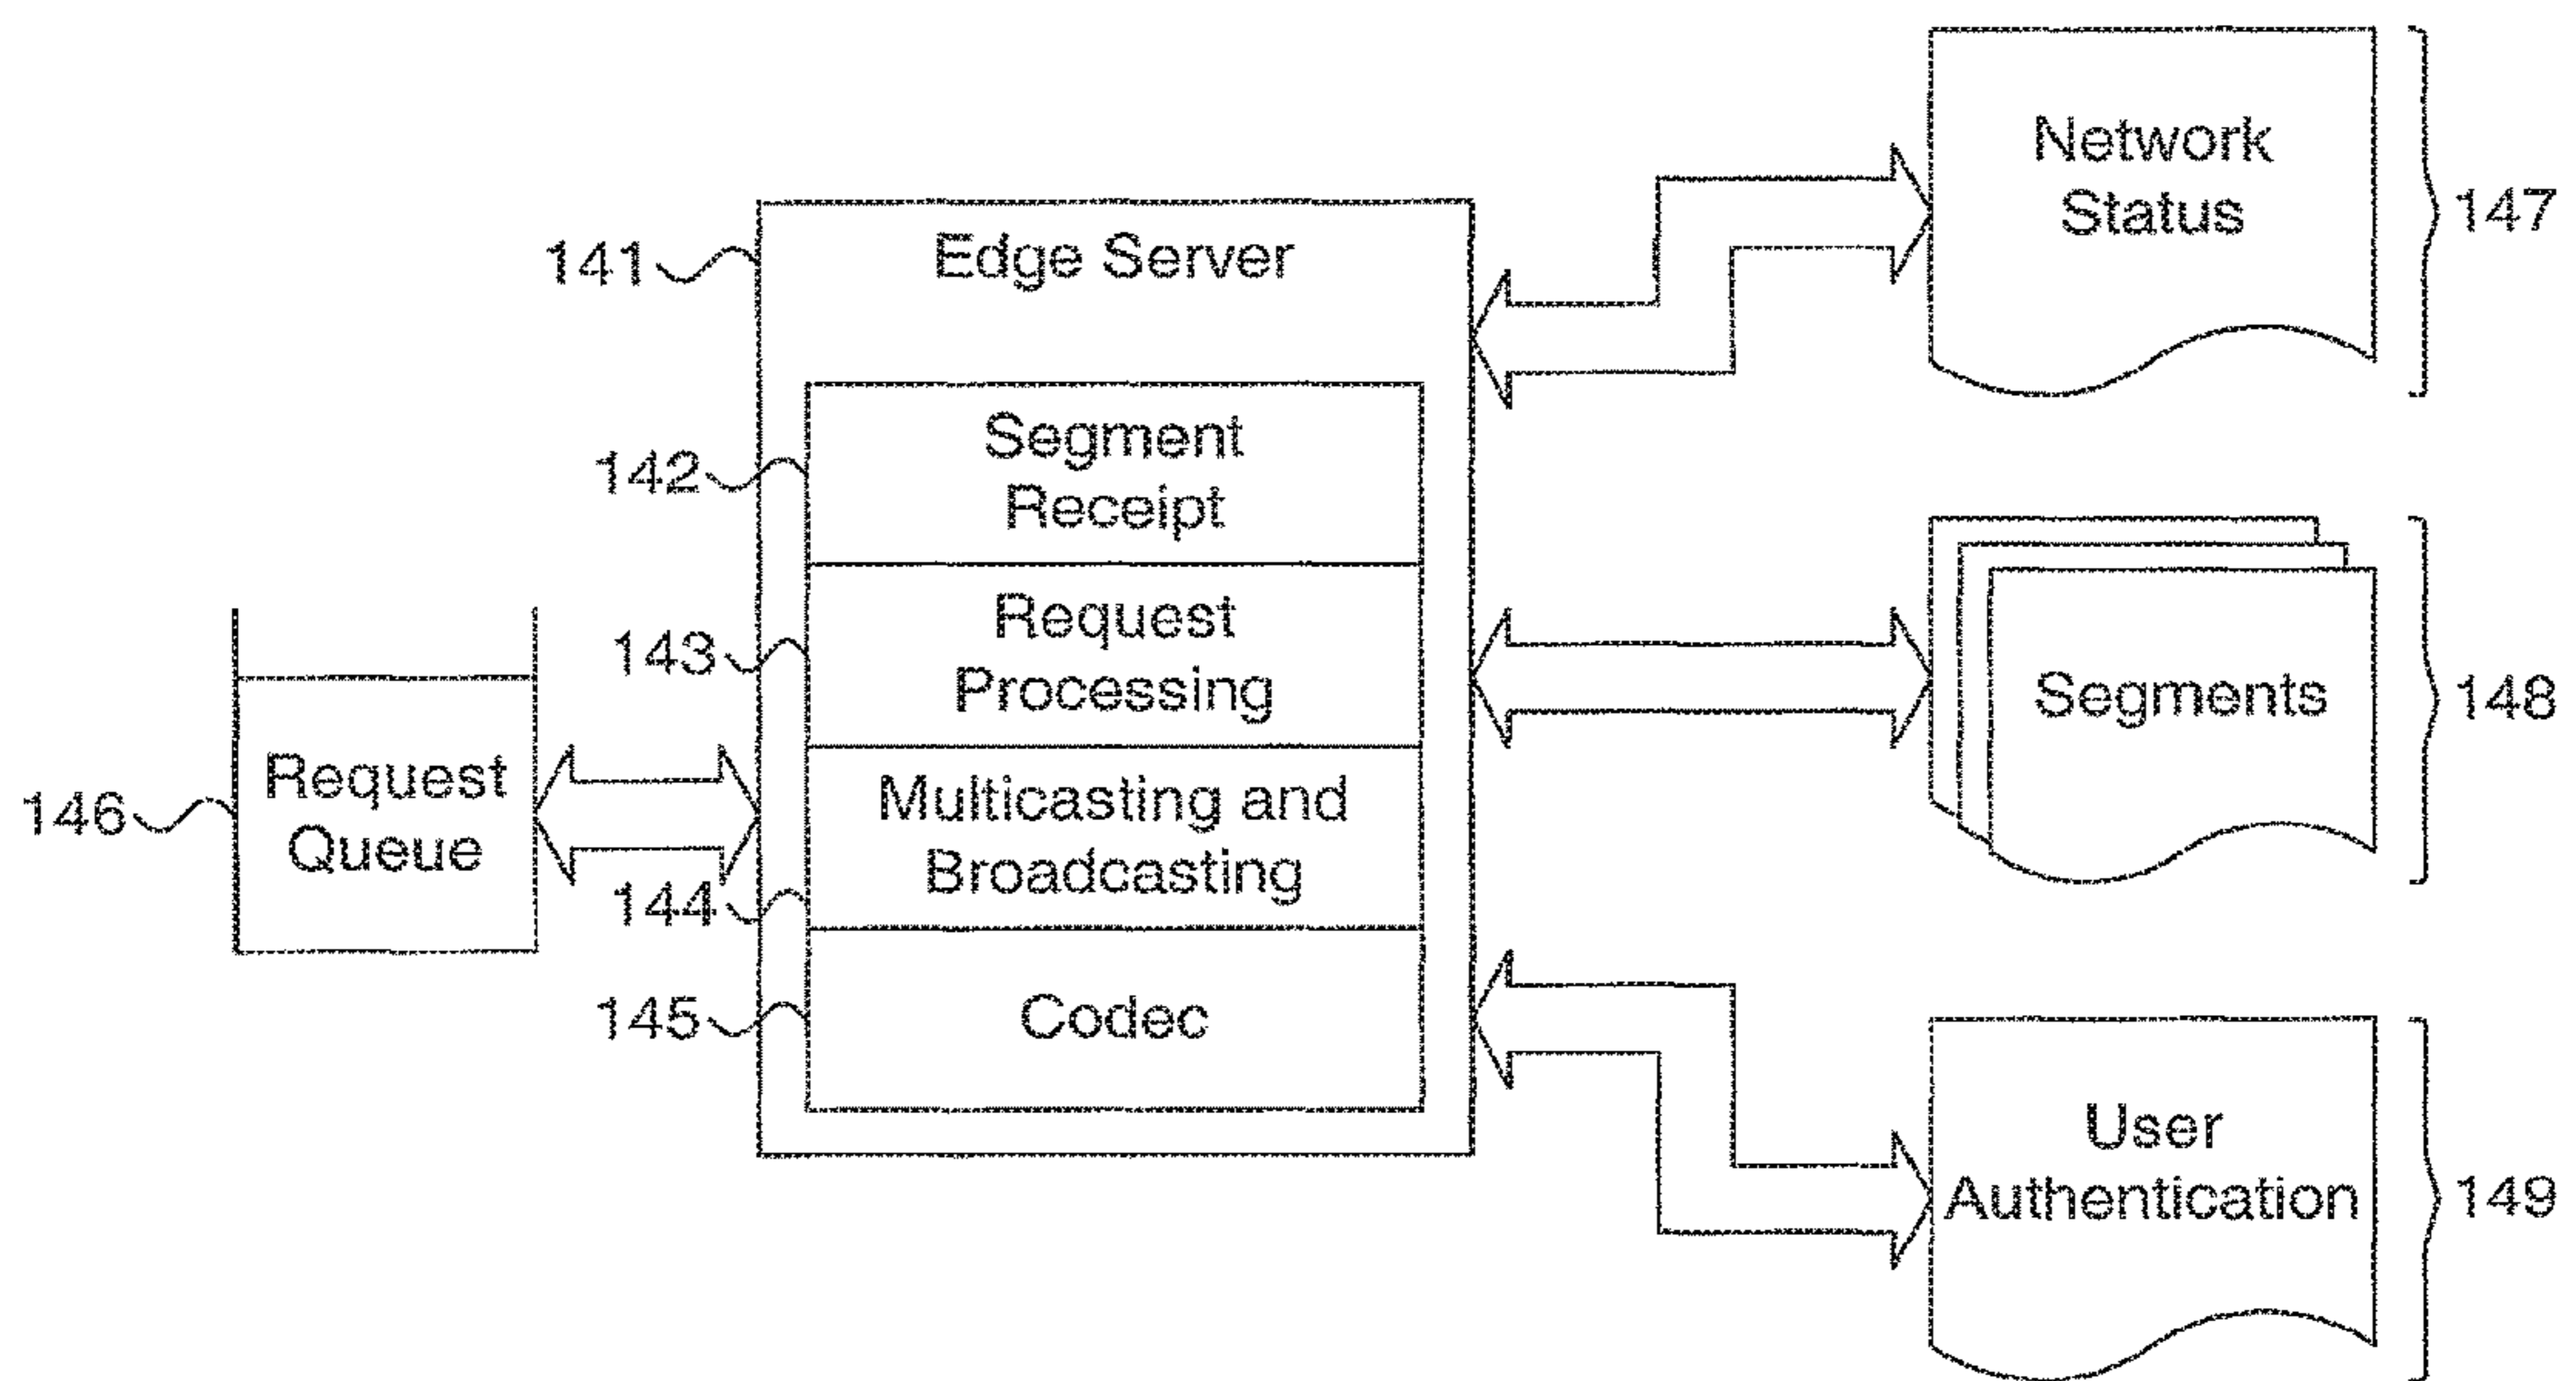 Network
Status
147
141
Edge Server
142
Segment
Receipt
143
Request
Processing
Segments
148
146
Request
Queue
144
Multicasting and
Broadcasting
145
Codec
User
Authentication
149